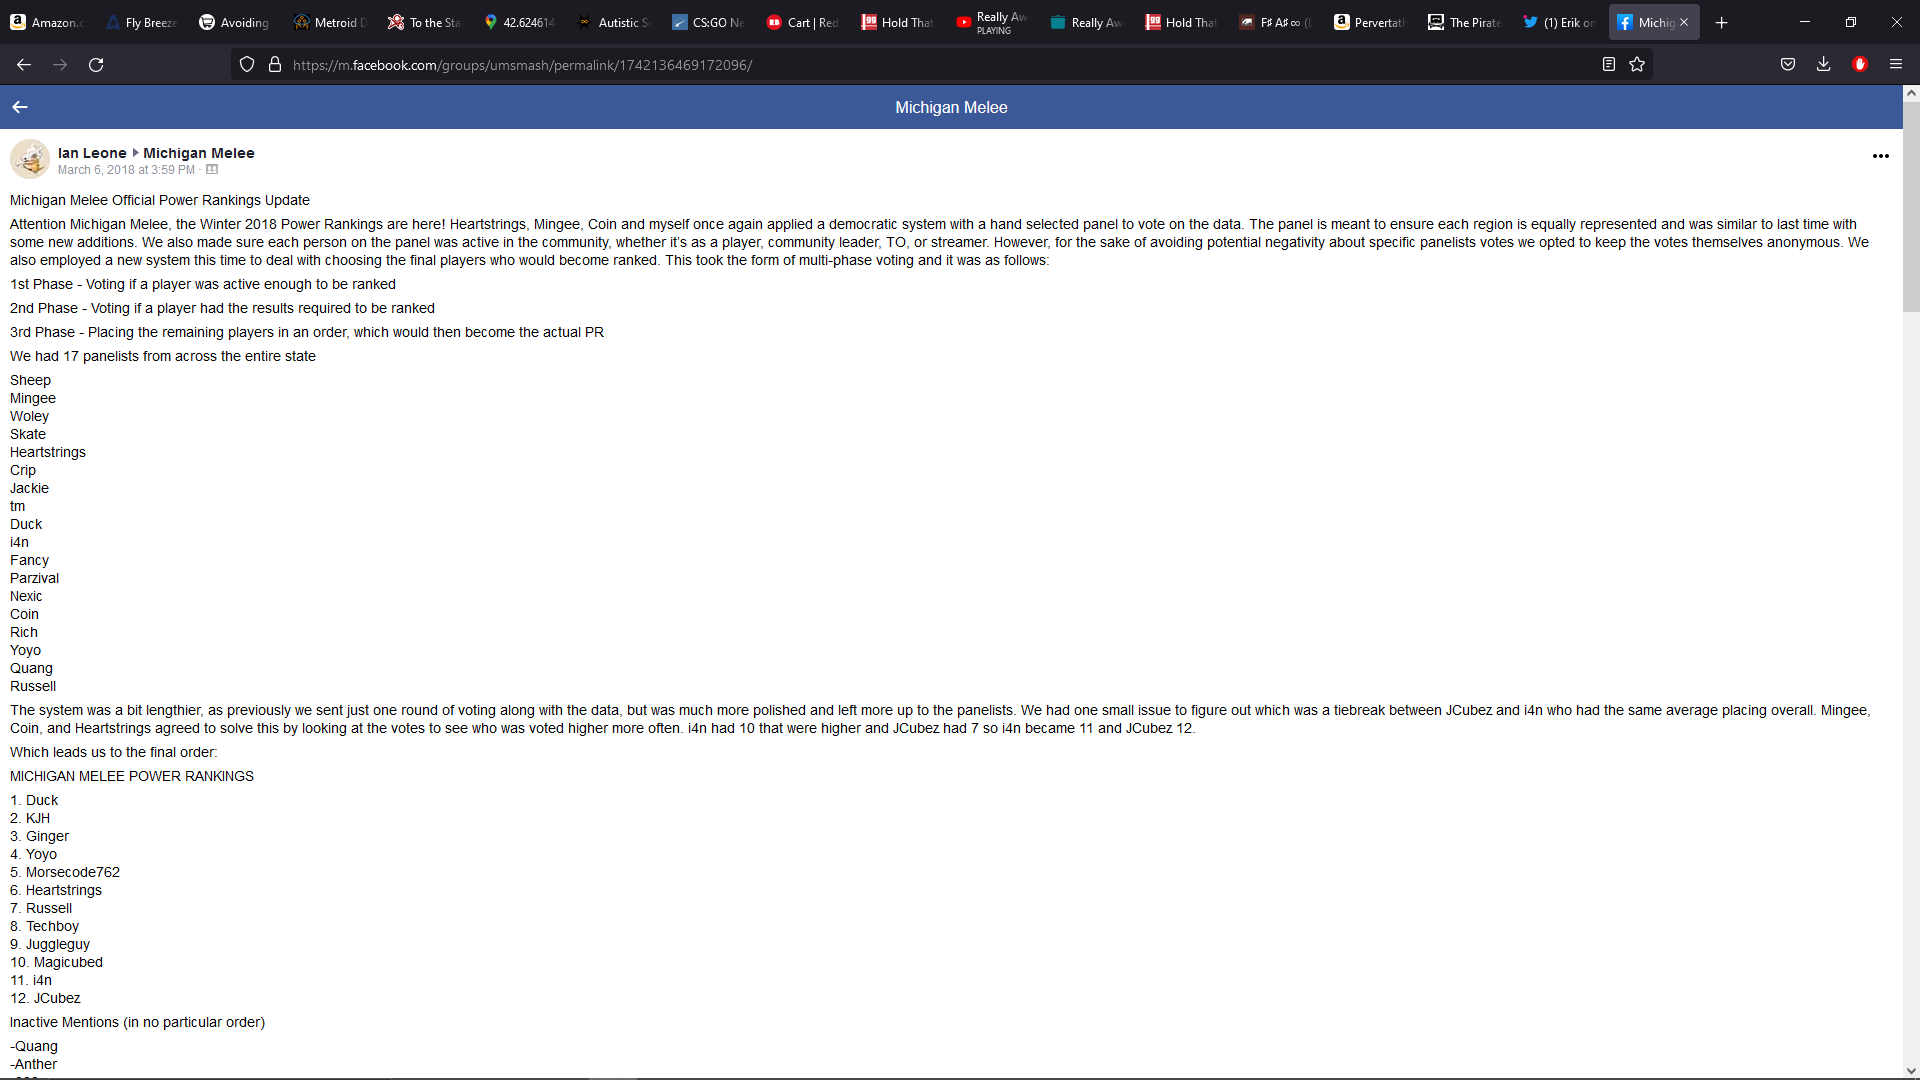 Amazon.c
Fly Breeze
Avoiding
Metroid D
To the Sta
42.624614
Autistic S
CS:GO Ne
Cart | Red
Hold That
Really Aw
PLAYING
Really Aw
Hold That
F# A# ∞ (L
Pervertath
The Pirate
(1) Erik on
Michig
https://m.facebook.com/groups/umsmash/permalink/1742136469172096/
Michigan Melee
Ian Leone ▸ Michigan Melee
March 6, 2018 at 3:59 PM ·
Michigan Melee Official Power Rankings Update
Attention Michigan Melee, the Winter 2018 Power Rankings are here! Heartstrings, Mingee, Coin and myself once again applied a democratic system with a hand selected panel to vote on the data. The panel is meant to ensure each region is equally represented and was similar to last time with
some new additions. We also made sure each person on the panel was active in the community, whether it's as a player, community leader, TO, or streamer. However, for the sake of avoiding potential negativity about specific panelists votes we opted to keep the votes themselves anonymous. We
also employed a new system this time to deal with choosing the final players who would become ranked. This took the form of multi-phase voting and it was as follows:
1st Phase - Voting if a player was active enough to be ranked
2nd Phase - Voting if a player had the results required to be ranked
3rd Phase - Placing the remaining players in an order, which would then become the actual PR
We had 17 panelists from across the entire state
Sheep
Mingee
Woley
Skate
Heartstrings
Crip
Jackie
tm
Duck
i4n
Fancy
Parzival
Nexic
Coin
Rich
Yoyo
Quang
Russell
The system was a bit lengthier, as previously we sent just one round of voting along with the data, but was much more polished and left more up to the panelists. We had one small issue to figure out which was a tiebreak between JCubez and i4n who had the same average placing overall. Mingee,
Coin, and Heartstrings agreed to solve this by looking at the votes to see who was voted higher more often. i4n had 10 that were higher and JCubez had 7 so i4n became 11 and JCubez 12.
Which leads us to the final order:
MICHIGAN MELEE POWER RANKINGS
1. Duck
2. KJH
3. Ginger
4. Yoyo
5. Morsecode762
6. Heartstrings
7. Russell
8. Techboy
9. Juggleguy
10. Magicubed
11. i4n
12. JCubez
Inactive Mentions (in no particular order)
-Quang
-Anther